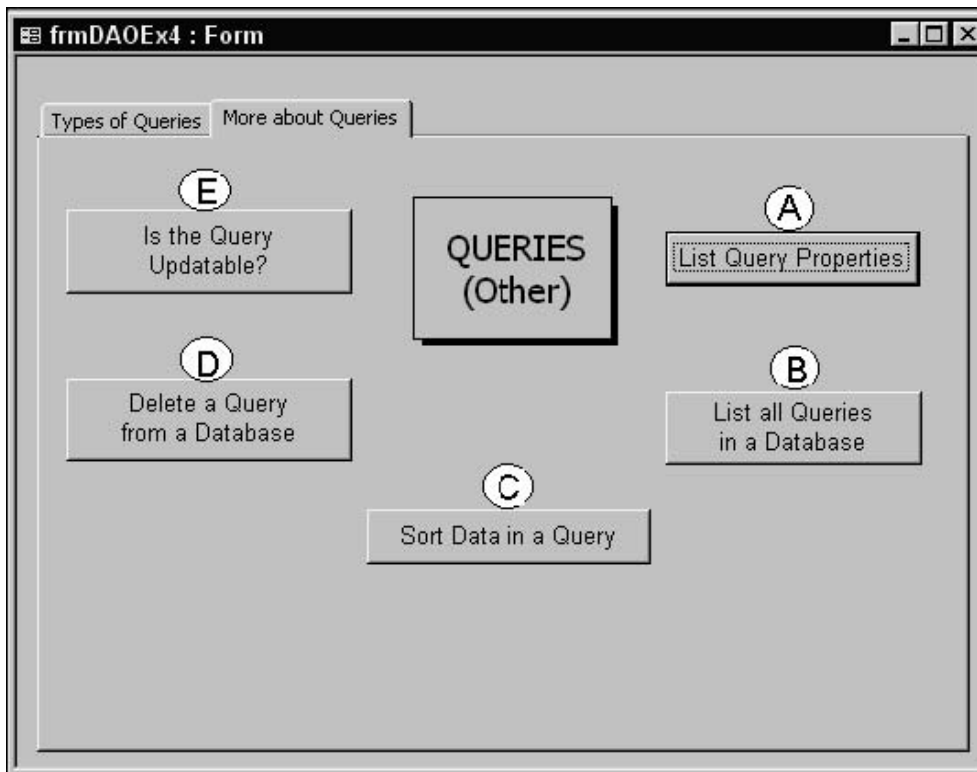 frmDAOEx4 : Form
Types of Queries
More about Queries
E
Is the Query
Updatable?
QUERIES
(Other)
A
List Query Properties
D
Delete a Query
from a Database
B
List all Queries
in a Database
C
Sort Data in a Query